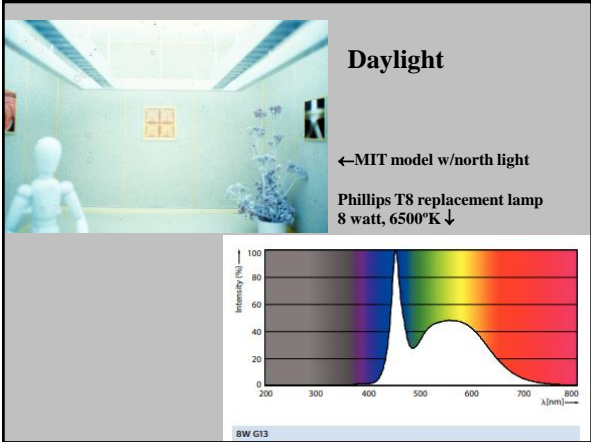 Daylight
←MIT model w/north light
Phillips T8 replacement lamp
8 watt, 6500ºK ↓
Intensity (%) →
100
80
60
40
20
0
200 300 400 500 600 700 800
λ[nm] →
8W G13